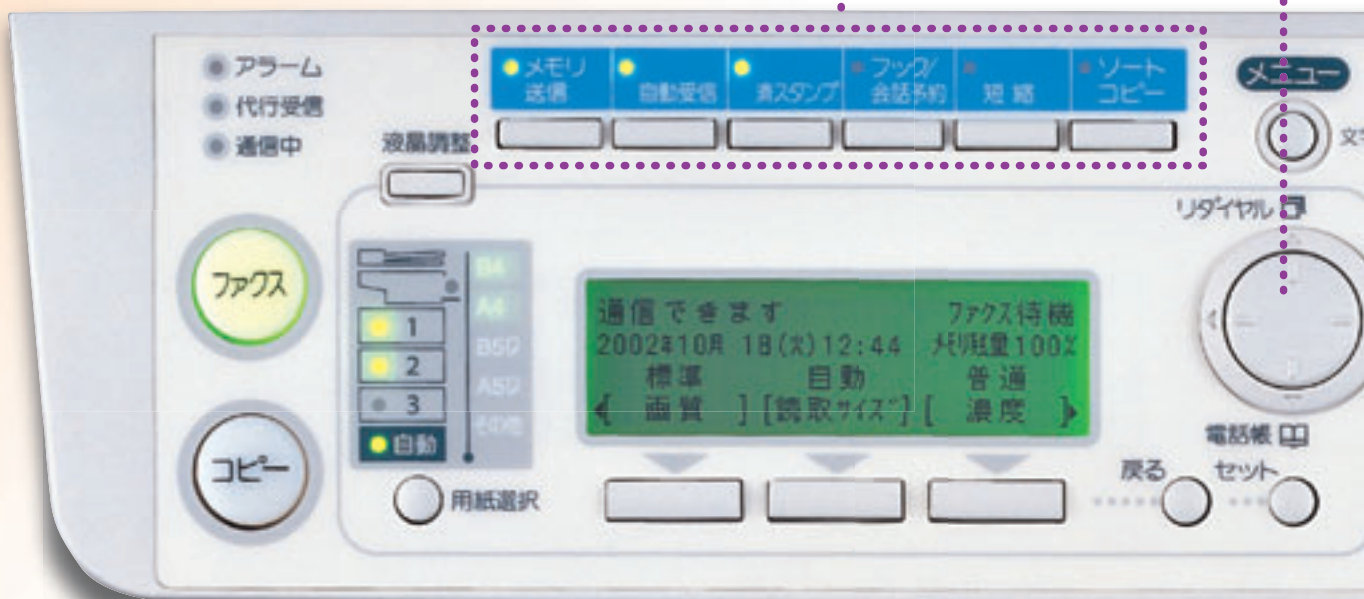 アラーム
代行受信
通信中
液晶調整
メモリ
送信
自動受信
済スタンプ
フック/
会話予約
短縮
ソート
コピー
メニュー
リダイヤル
ファクス
コピー
1
2
3
自動
B4
A4
B5
A5
その他
用紙選択
通信できます ファクス待機
2002年10月 18(火)12:44 メモリ残量100%
標準 自動 普通
[画質] [読取サイズ] [濃度]
電話帳
戻る
セット